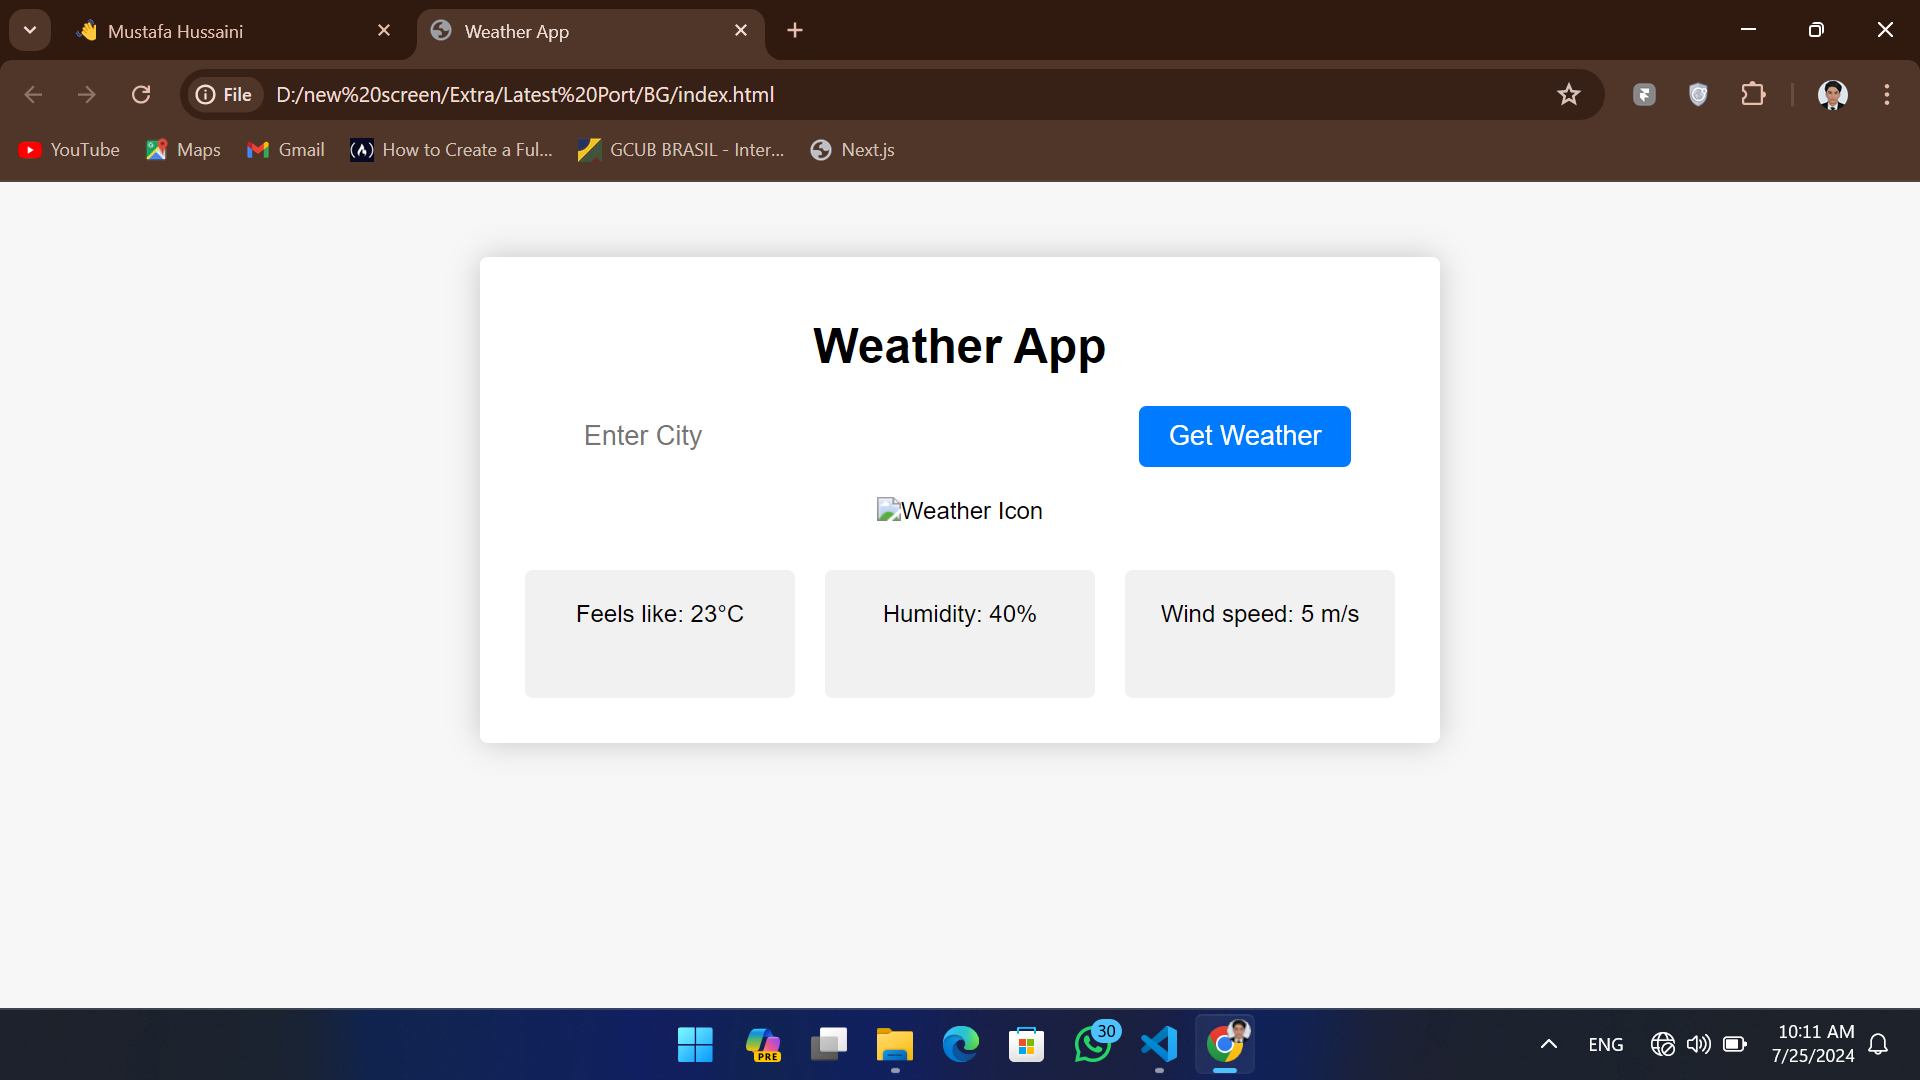 Mustafa Hussaini
Weather App
File
D:/new%20screen/Extra/Latest%20Port/BG/index.html
YouTube
Maps
Gmail
How to Create a Ful...
GCUB BRASIL - Inter...
Next.js
Weather App
Enter City
Get Weather
Weather Icon
Feels like: 23°C
Humidity: 40%
Wind speed: 5 m/s
PRE
30
ENG
10:11 AM
7/25/2024